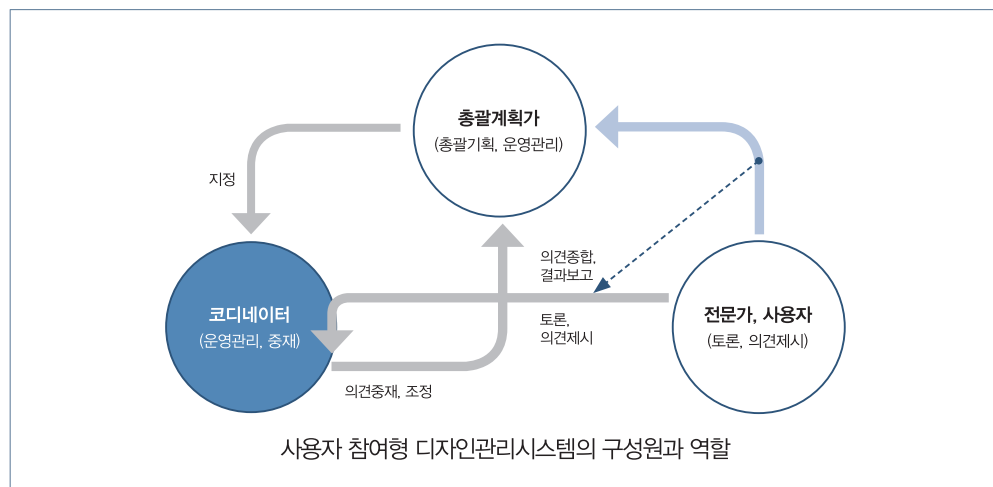 총괄계획가
(총괄기획, 운영관리)
지정
의견종합,
결과보고
코디네이터
(운영관리, 중재)
전문가, 사용자
(토론, 의견제시)
토론,
의견제시
의견중재, 조정
사용자 참여형 디자인관리시스템의 구성원과 역할